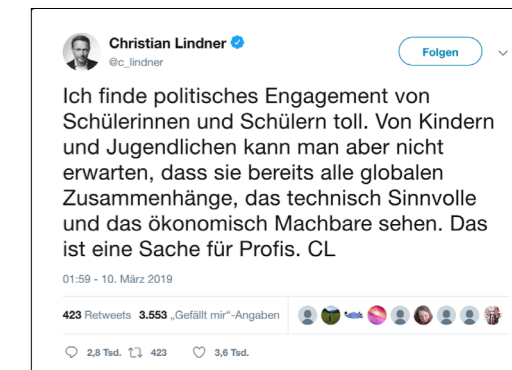 Christian Lindner
@c_lindner
Folgen
Ich finde politisches Engagement von
Schülerinnen und Schülern toll. Von Kindern
und Jugendlichen kann man aber nicht
erwarten, dass sie bereits alle globalen
Zusammenhänge, das technisch Sinnvolle
und das ökonomisch Machbare sehen. Das
ist eine Sache für Profis. CL
01:59 - 10. März 2019
423 Retweets 3.553 „Gefällt mir“-Angaben
2,8 Tsd. 423 3,6 Tsd.